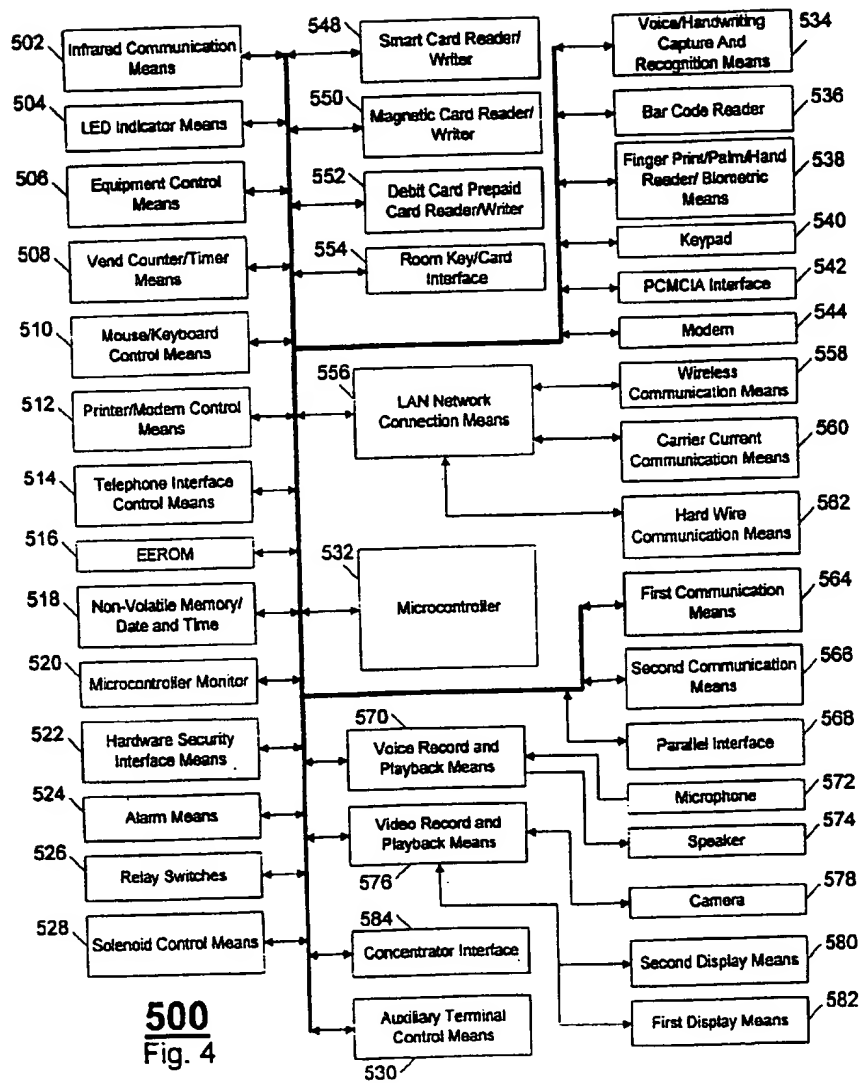 502
Infrared Communication
Means
504
LED Indicator Means
506
Equipment Control
Means
508
Vend Counter/Timer
Means
510
Mouse/Keyboard
Control Means
512
Printer/Modem Control
Means
514
Telephone Interface
Control Means
516
EEROM
518
Non-Volatile Memory/
Date and Time
520
Microcontroller Monitor
522
Hardware Security
Interface Means
524
Alarm Means
526
Relay Switches
528
Solenoid Control Means
548
Smart Card Reader/
Writer
550
Magnetic Card Reader/
Writer
552
Debit Card Prepaid
Card Reader/Writer
554
Room Key/Card
Interface
556
LAN Network
Connection Means
532
Microcontroller
570
Voice Record and
Playback Means
Video Record and
Playback Means
576
584
Concentrator Interface
Auxiliary Terminal
Control Means
530
Voice/Handwriting
Capture And
Recognition Means
534
Bar Code Reader
536
Finger Print/Palm/Hand
Reader/ Biometric
Means
538
Keypad
540
PCMCIA Interface
542
Modem
544
Wireless
Communication Means
558
Carrier Current
Communication Means
560
Hard Wire
Communication Means
562
First Communication
Means
564
Second Communication
Means
566
Parallel Interface
568
Microphone
572
Speaker
574
Camera
578
Second Display Means
580
First Display Means
582
500
Fig. 4